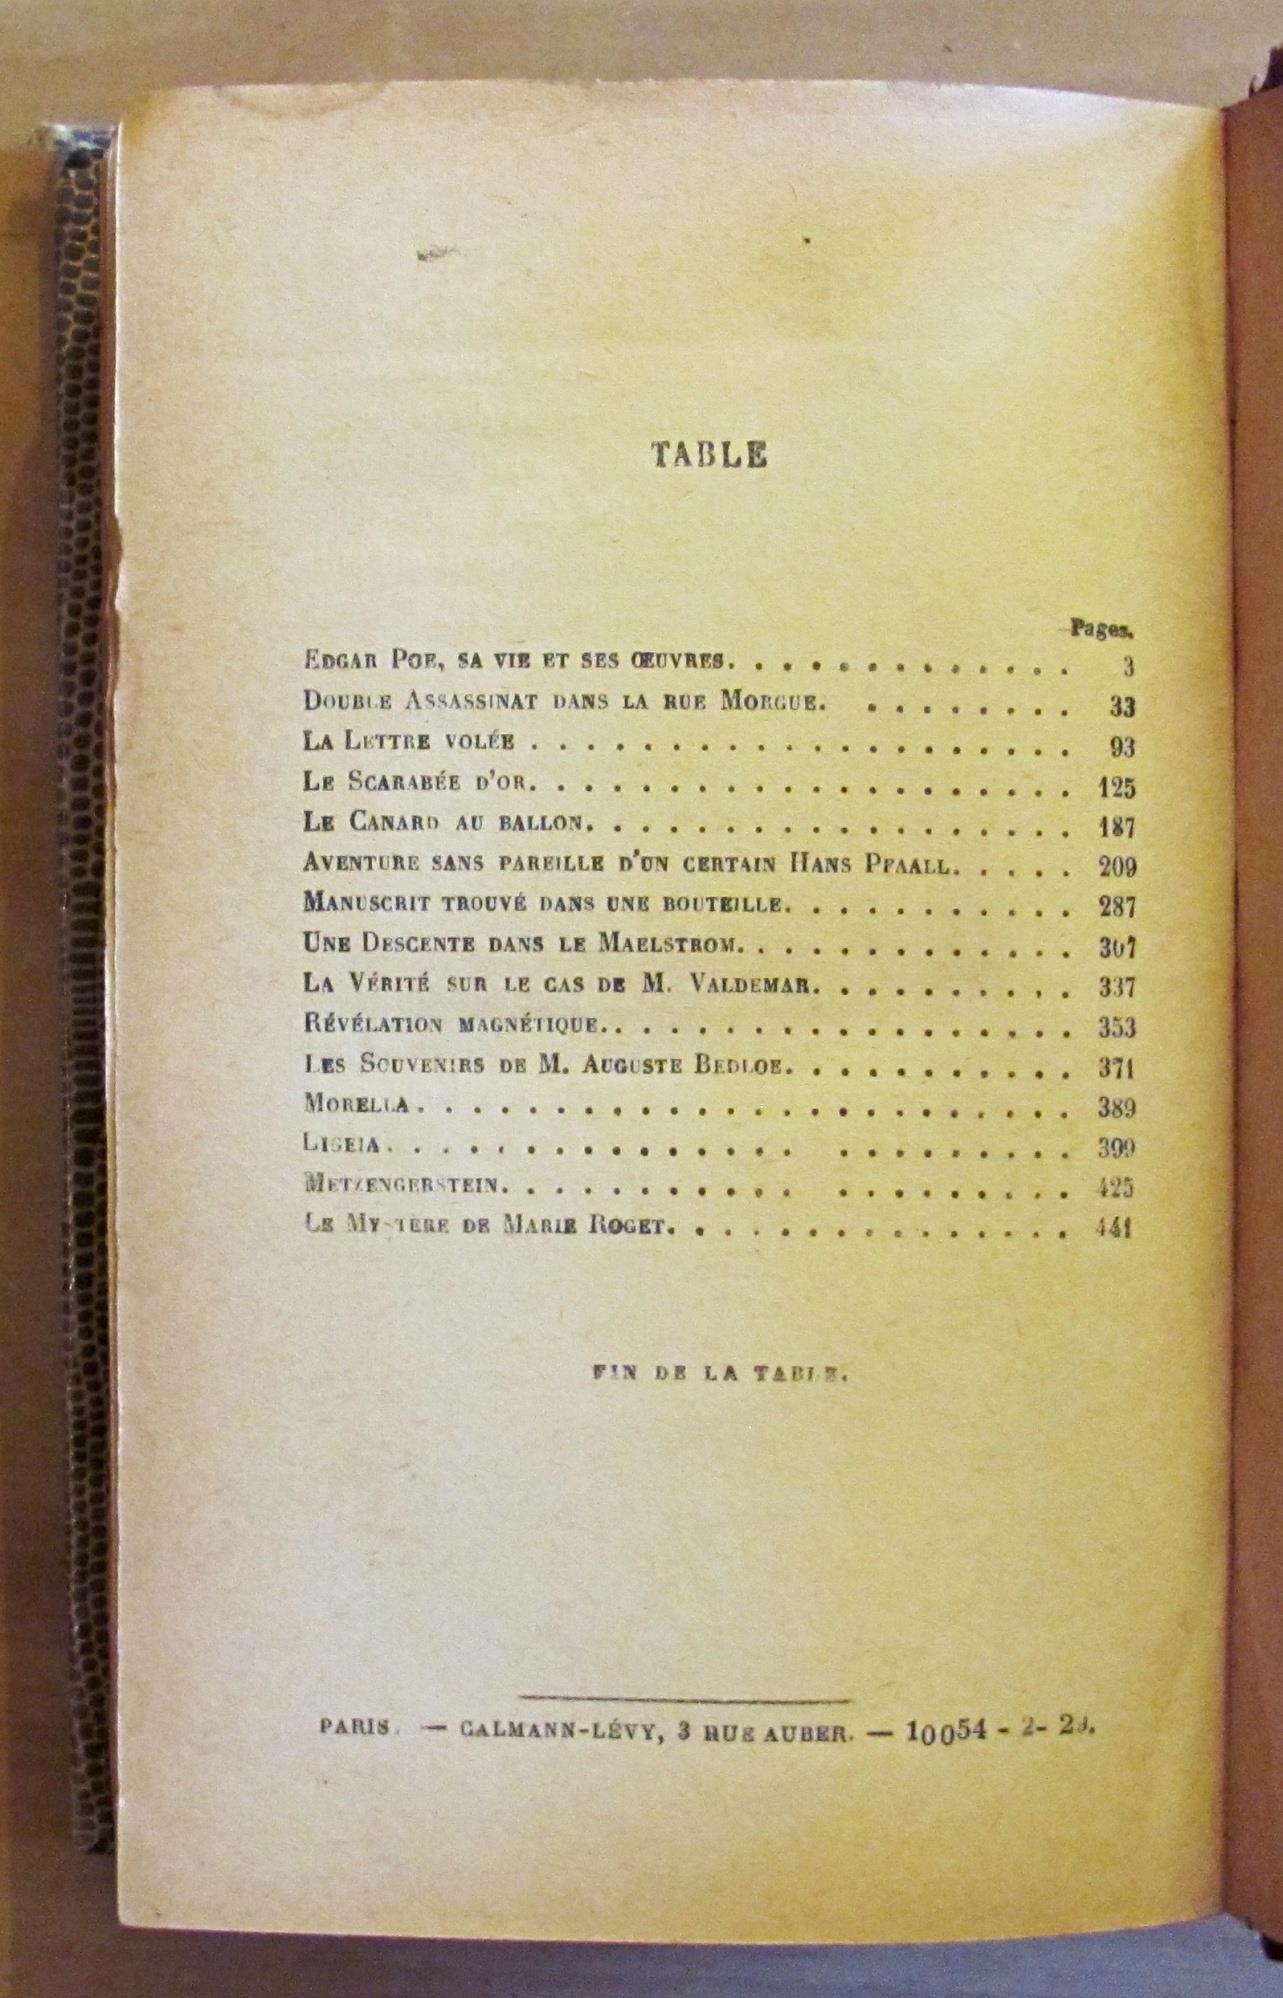 TABLE
Pages.
EDGAR POE, SA VIE ET SES ŒUVRES. . . . . . . . . . . . . 3
DOUBLE ASSASSINAT DANS LA RUE MORGUE. . . . . . . . . 33
LA LETTRE VOLÉE . . . . . . . . . . . . . . . . . . . . 93
LE SCARABÉE D'OR. . . . . . . . . . . . . . . . . . . . 125
LE CANARD AU BALLON. . . . . . . . . . . . . . . . . . 187
AVENTURE SANS PAREILLE D'UN CERTAIN HANS PFAALL. . . . . 209
MANUSCRIT TROUVÉ DANS UNE BOUTEILLE. . . . . . . . . . . 287
UNE DESCENTE DANS LE MAELSTROM. . . . . . . . . . . . . 307
LA VÉRITÉ SUR LE CAS DE M. VALDEMAR. . . . . . . . . . 337
RÉVÉLATION MAGNÉTIQUE. . . . . . . . . . . . . . . . . . 353
LES SOUVENIRS DE M. AUGUSTE BEDLOE. . . . . . . . . . . 371
MORELLA . . . . . . . . . . . . . . . . . . . . . . . . 389
LIGEIA . . . . . . . . . . . . . . . . . . . . . . . . 399
METZENGERSTEIN. . . . . . . . . . . . . . . . . . . . 425
LE MYSTÈRE DE MARIE ROGET. . . . . . . . . . . . . . . 441
FIN DE LA TABLE.
PARIS. — CALMANN-LÉVY, 3 RUE AUBER. — 10054 - 2-